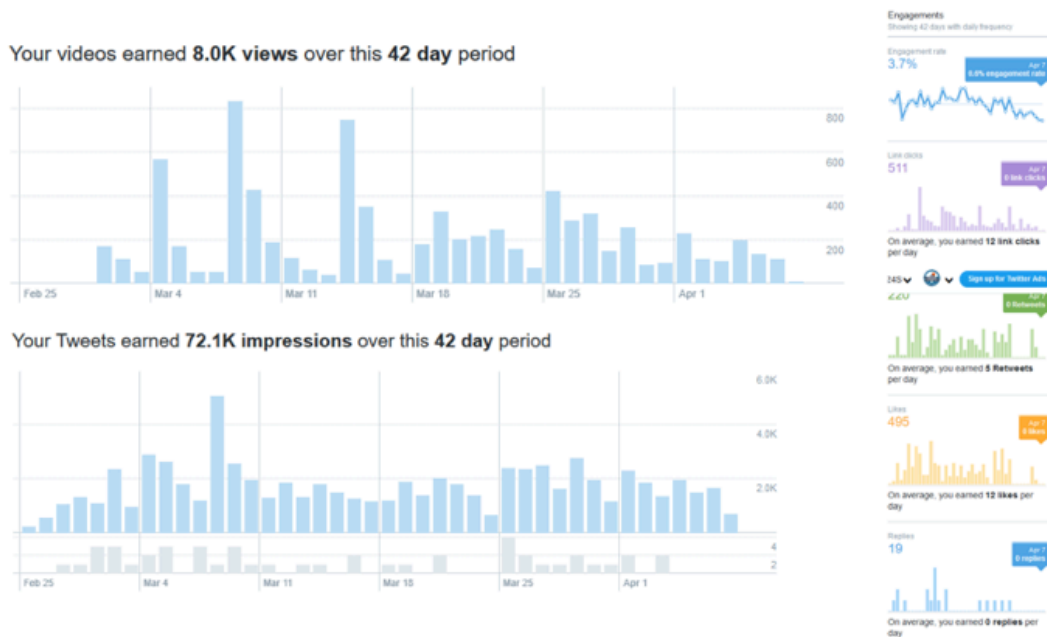 Your videos earned 8.0K views over this 42 day period
800
600
400
200
Feb 25
Mar 4
Mar 11
Mar 18
Mar 25
Apr 1
Your Tweets earned 72.1K impressions over this 42 day period
6.0K
4.0K
2.0K
4
2
Feb 25
Mar 4
Mar 11
Mar 18
Mar 25
Apr 1
Engagements
Showing 42 days with daily frequency
Engagement rate
3.7%
Apr 7
0.0% engagement rate
Link clicks
511
Apr 7
0 link clicks
On average, you earned 12 link clicks
per day
Sign up for Twitter Ads
220
Apr 7
0 Retweets
On average, you earned 5 Retweets
per day
Likes
495
Apr 7
0 likes
On average, you earned 12 likes per
day
Replies
19
Apr 7
0 replies
On average, you earned 0 replies per
day